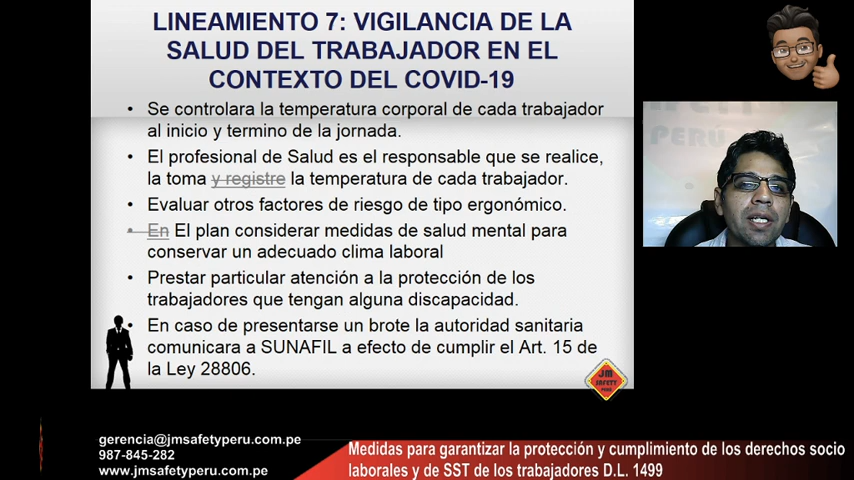 LINEAMIENTO 7: VIGILANCIA DE LA
SALUD DEL TRABAJADOR EN EL
CONTEXTO DEL COVID-19
• Se controlara la temperatura corporal de cada trabajador
al inicio y termino de la jornada.
• El profesional de Salud es el responsable que se realice,
la toma y registre la temperatura de cada trabajador.
• Evaluar otros factores de riesgo de tipo ergonómico.
• En El plan considerar medidas de salud mental para
conservar un adecuado clima laboral
• Prestar particular atención a la protección de los
trabajadores que tengan alguna discapacidad.
• En caso de presentarse un brote la autoridad sanitaria
comunicara a SUNAFIL a efecto de cumplir el Art. 15 de
la Ley 28806.
JM
SAFETY
PERÚ
PERÚ
gerencia@jmsafetyperu.com.pe
987-845-282
www.jmsafetyperu.com.pe
Medidas para garantizar la protección y cumplimiento de los derechos socio
laborales y de SST de los trabajadores D.L. 1499